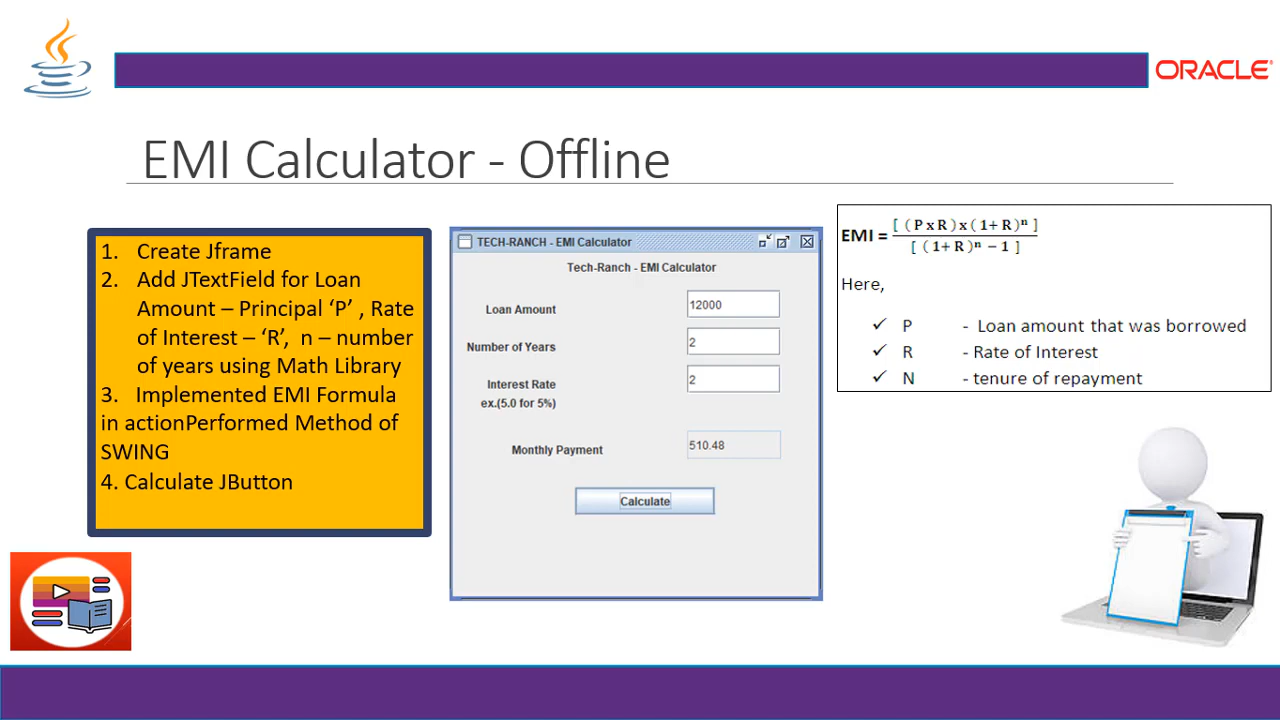 ORACLE
EMI Calculator - Offline
1. Create Jframe
2. Add JTextField for Loan
Amount – Principal ‘P’ , Rate
of Interest – ‘R’, n – number
of years using Math Library
3. Implemented EMI Formula
in actionPerformed Method of
SWING
4. Calculate JButton
TECH-RANCH - EMI Calculator
Tech-Ranch - EMI Calculator
Loan Amount 12000
Number of Years 2
Interest Rate 2
ex.(5.0 for 5%)
Monthly Payment 510.48
Calculate
[ ( P x R ) x ( 1+ R )ⁿ ]
EMI =
[ ( 1+ R )ⁿ – 1 ]
Here,
✓ P - Loan amount that was borrowed
✓ R - Rate of Interest
✓ N - tenure of repayment